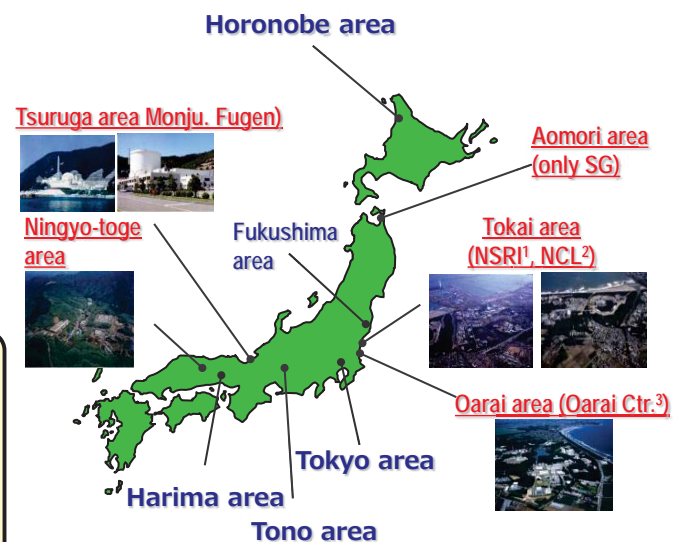 Horonobe area
Tsuruga area Monju. Fugen)
Aomori area
(only SG)
Ningyo-toge
area
Fukushima
area
Tokai area
(NSRI¹, NCL²)
Oarai area (Oarai Ctr.³)
Tokyo area
Harima area
Tono area